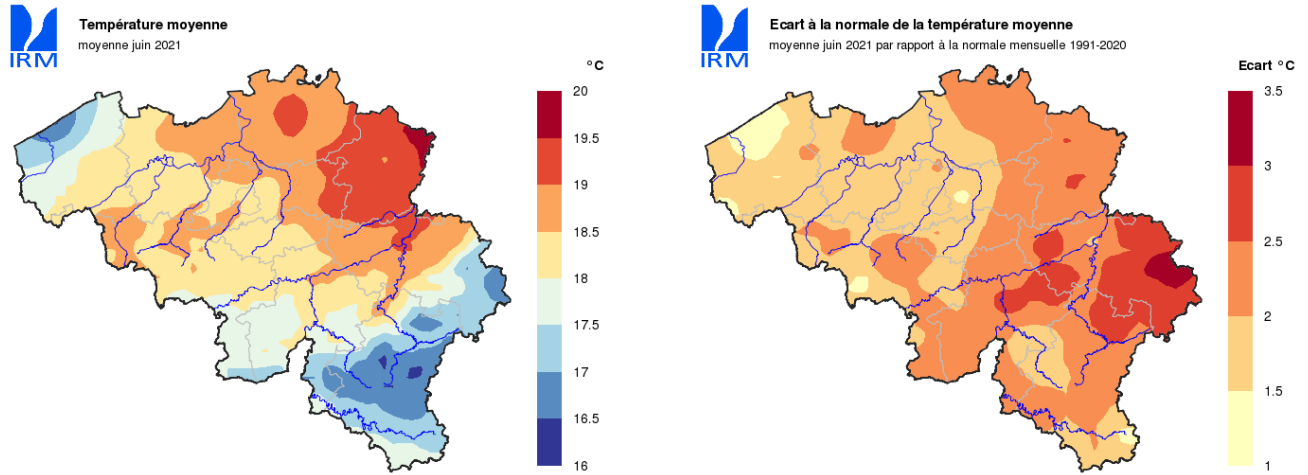 Température moyenne
moyenne juin 2021
IRM
°C
20
19.5
19
18.5
18
17.5
17
16.5
16
Ecart à la normale de la température moyenne
moyenne juin 2021 par rapport à la normale mensuelle 1991-2020
IRM
Ecart °C
3.5
3
2.5
2
1.5
1